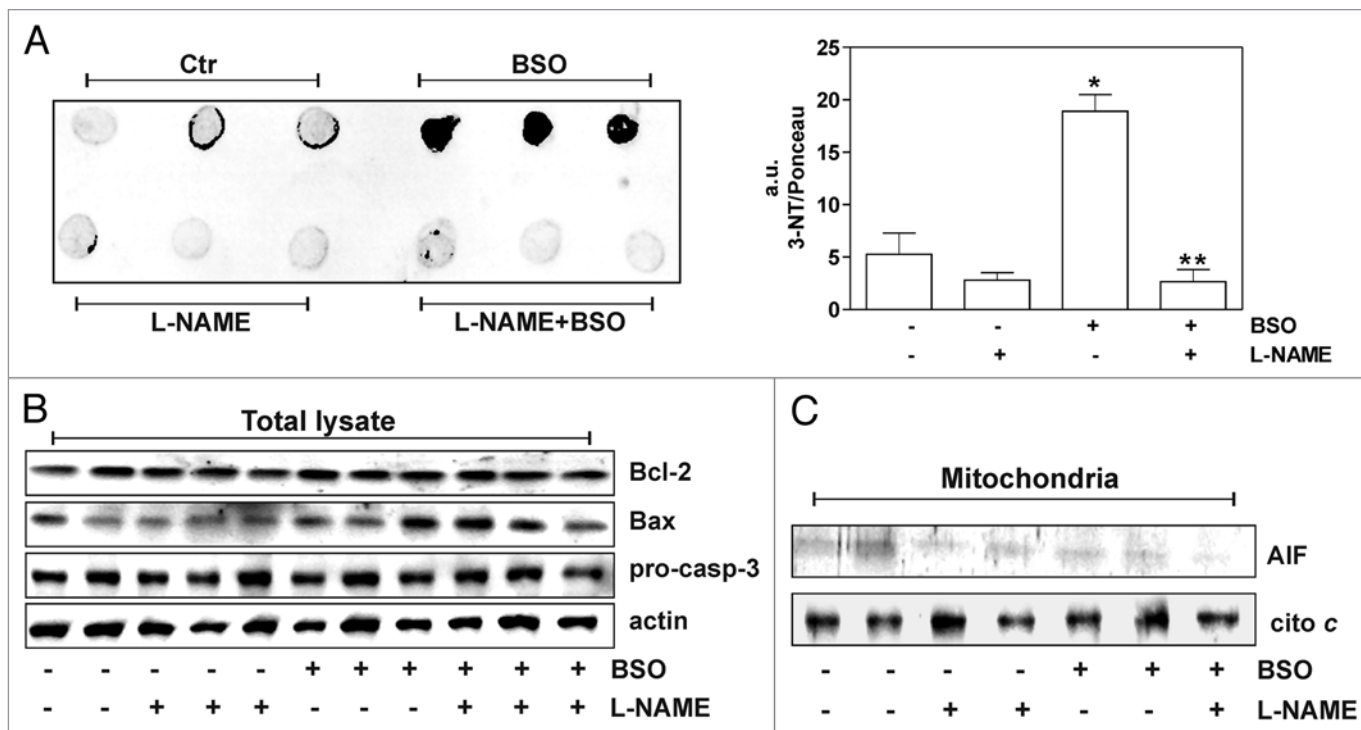 A
Ctr
BSO
L-NAME
L-NAME+BSO
a.u.
3-NT/Ponceau
25
20
15
10
5
0
*
**
- - + + BSO
- + - + L-NAME
B
Total lysate
Bcl-2
Bax
pro-casp-3
actin
- - - - - + + + + + + BSO
- - + + + - - - + + + L-NAME
C
Mitochondria
AIF
cito c
- - - - + + + BSO
- - + + - - + L-NAME